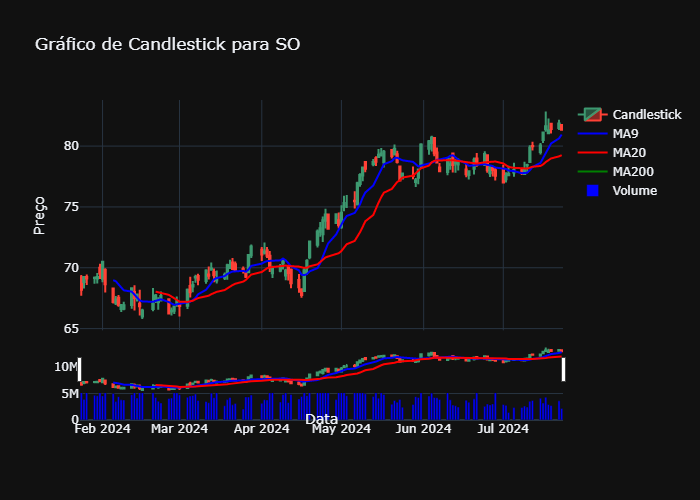 Gráfico de Candlestick para SO
Candlestick
MA9
MA20
MA200
Volume
80
75
70
65
Preço
10M
5M
0
Feb 2024
Mar 2024
Apr 2024
May 2024
Jun 2024
Jul 2024
Data